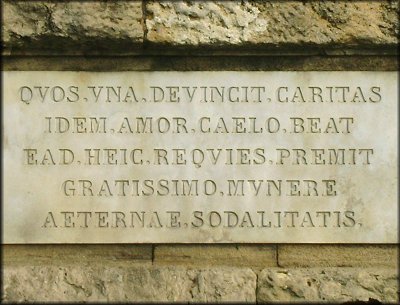 QVOS, VNA, DEVINCIT, CARITAS
IDEM, AMOR, CAELO, BEAT
EAD, HEIC, REQVIES, PREMIT
GRATISSIMO, MVNERE
AETERNAE, SODALITATIS,